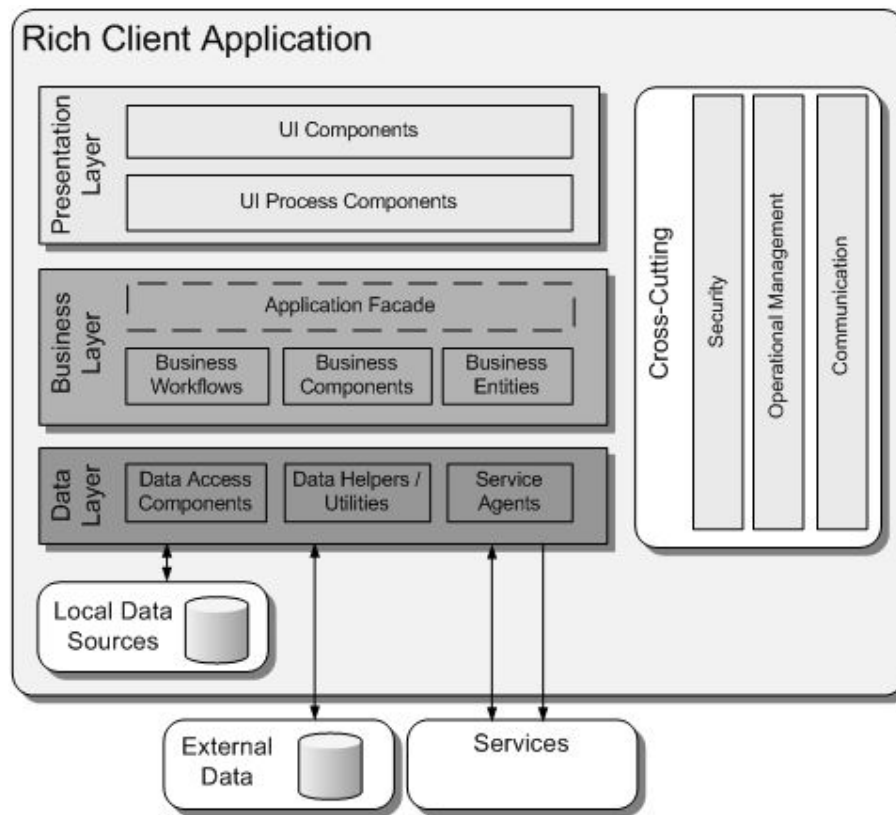 Rich Client Application
Presentation
Layer
UI Components
UI Process Components
Business
Layer
Application Facade
Business
Workflows
Business
Components
Business
Entities
Data
Layer
Data Access
Components
Data Helpers /
Utilities
Service
Agents
Cross-Cutting
Security
Operational Management
Communication
Local Data
Sources
External
Data
Services